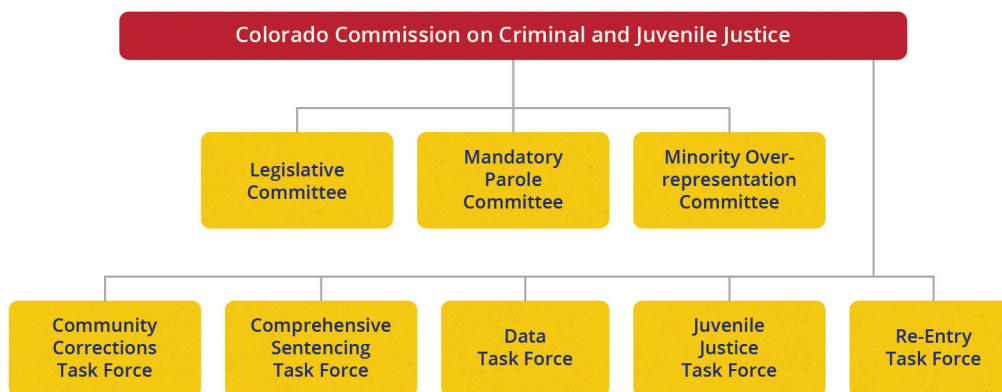 Colorado Commission on Criminal and Juvenile Justice
Legislative
Committee
Mandatory
Parole
Committee
Minority Over-
representation
Committee
Community
Corrections
Task Force
Comprehensive
Sentencing
Task Force
Data
Task Force
Juvenile
Justice
Task Force
Re-Entry
Task Force